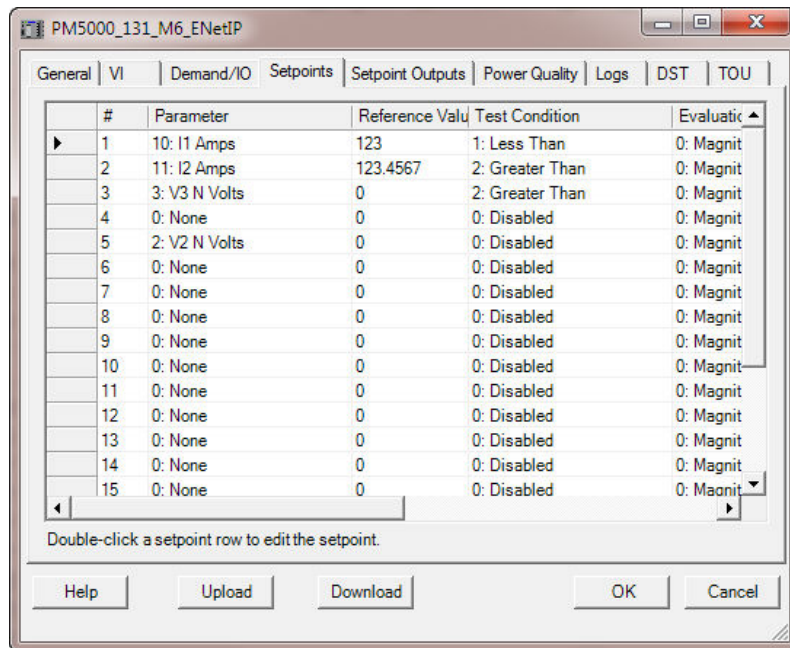 PM5000_131_M6_ENetIP
General VI Demand/IO Setpoints Setpoint Outputs Power Quality Logs DST TOU
# Parameter Reference Valu Test Condition Evaluatic
1 10: I1 Amps 123 1: Less Than 0: Magnit
2 11: I2 Amps 123.4567 2: Greater Than 0: Magnit
3 3: V3 N Volts 0 2: Greater Than 0: Magnit
4 0: None 0 0: Disabled 0: Magnit
5 2: V2 N Volts 0 0: Disabled 0: Magnit
6 0: None 0 0: Disabled 0: Magnit
7 0: None 0 0: Disabled 0: Magnit
8 0: None 0 0: Disabled 0: Magnit
9 0: None 0 0: Disabled 0: Magnit
10 0: None 0 0: Disabled 0: Magnit
11 0: None 0 0: Disabled 0: Magnit
12 0: None 0 0: Disabled 0: Magnit
13 0: None 0 0: Disabled 0: Magnit
14 0: None 0 0: Disabled 0: Magnit
15 0: None 0 0: Disabled 0: Magnit
Double-click a setpoint row to edit the setpoint.
Help Upload Download OK Cancel